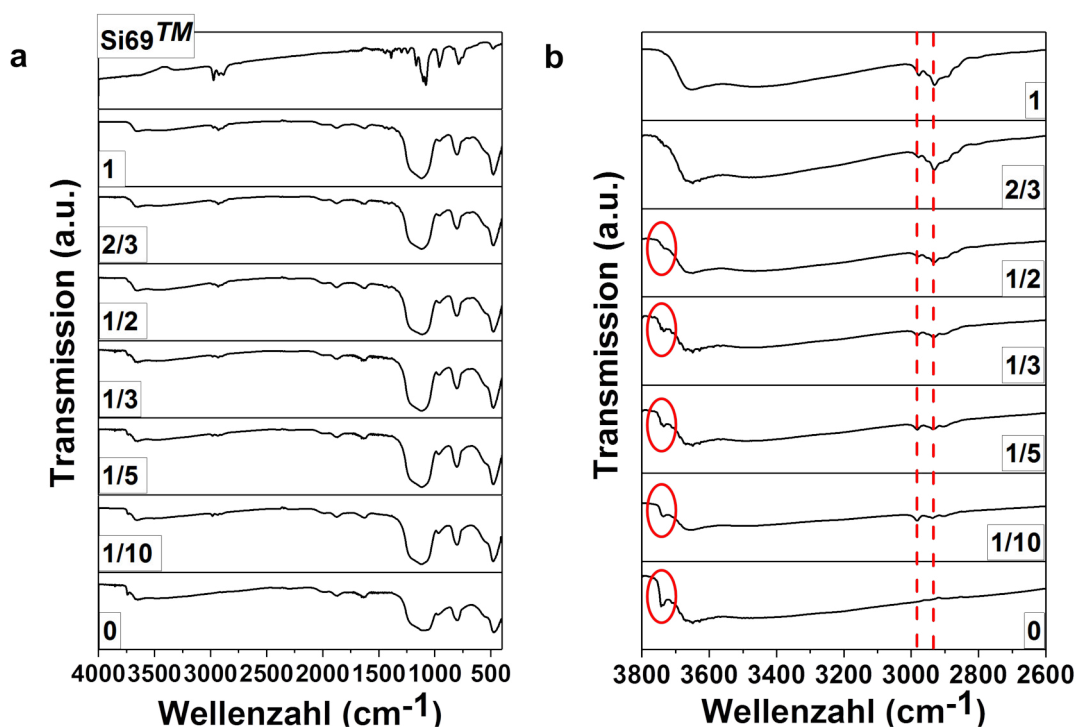 a
Si69TM
1
2/3
1/2
1/3
1/5
1/10
0
Transmission (a.u.)
4000 3500 3000 2500 2000 1500 1000 500
Wellenzahl (cm-1)
b
1
2/3
1/2
1/3
1/5
1/10
0
Transmission (a.u.)
3800 3600 3400 3200 3000 2800 2600
Wellenzahl (cm-1)